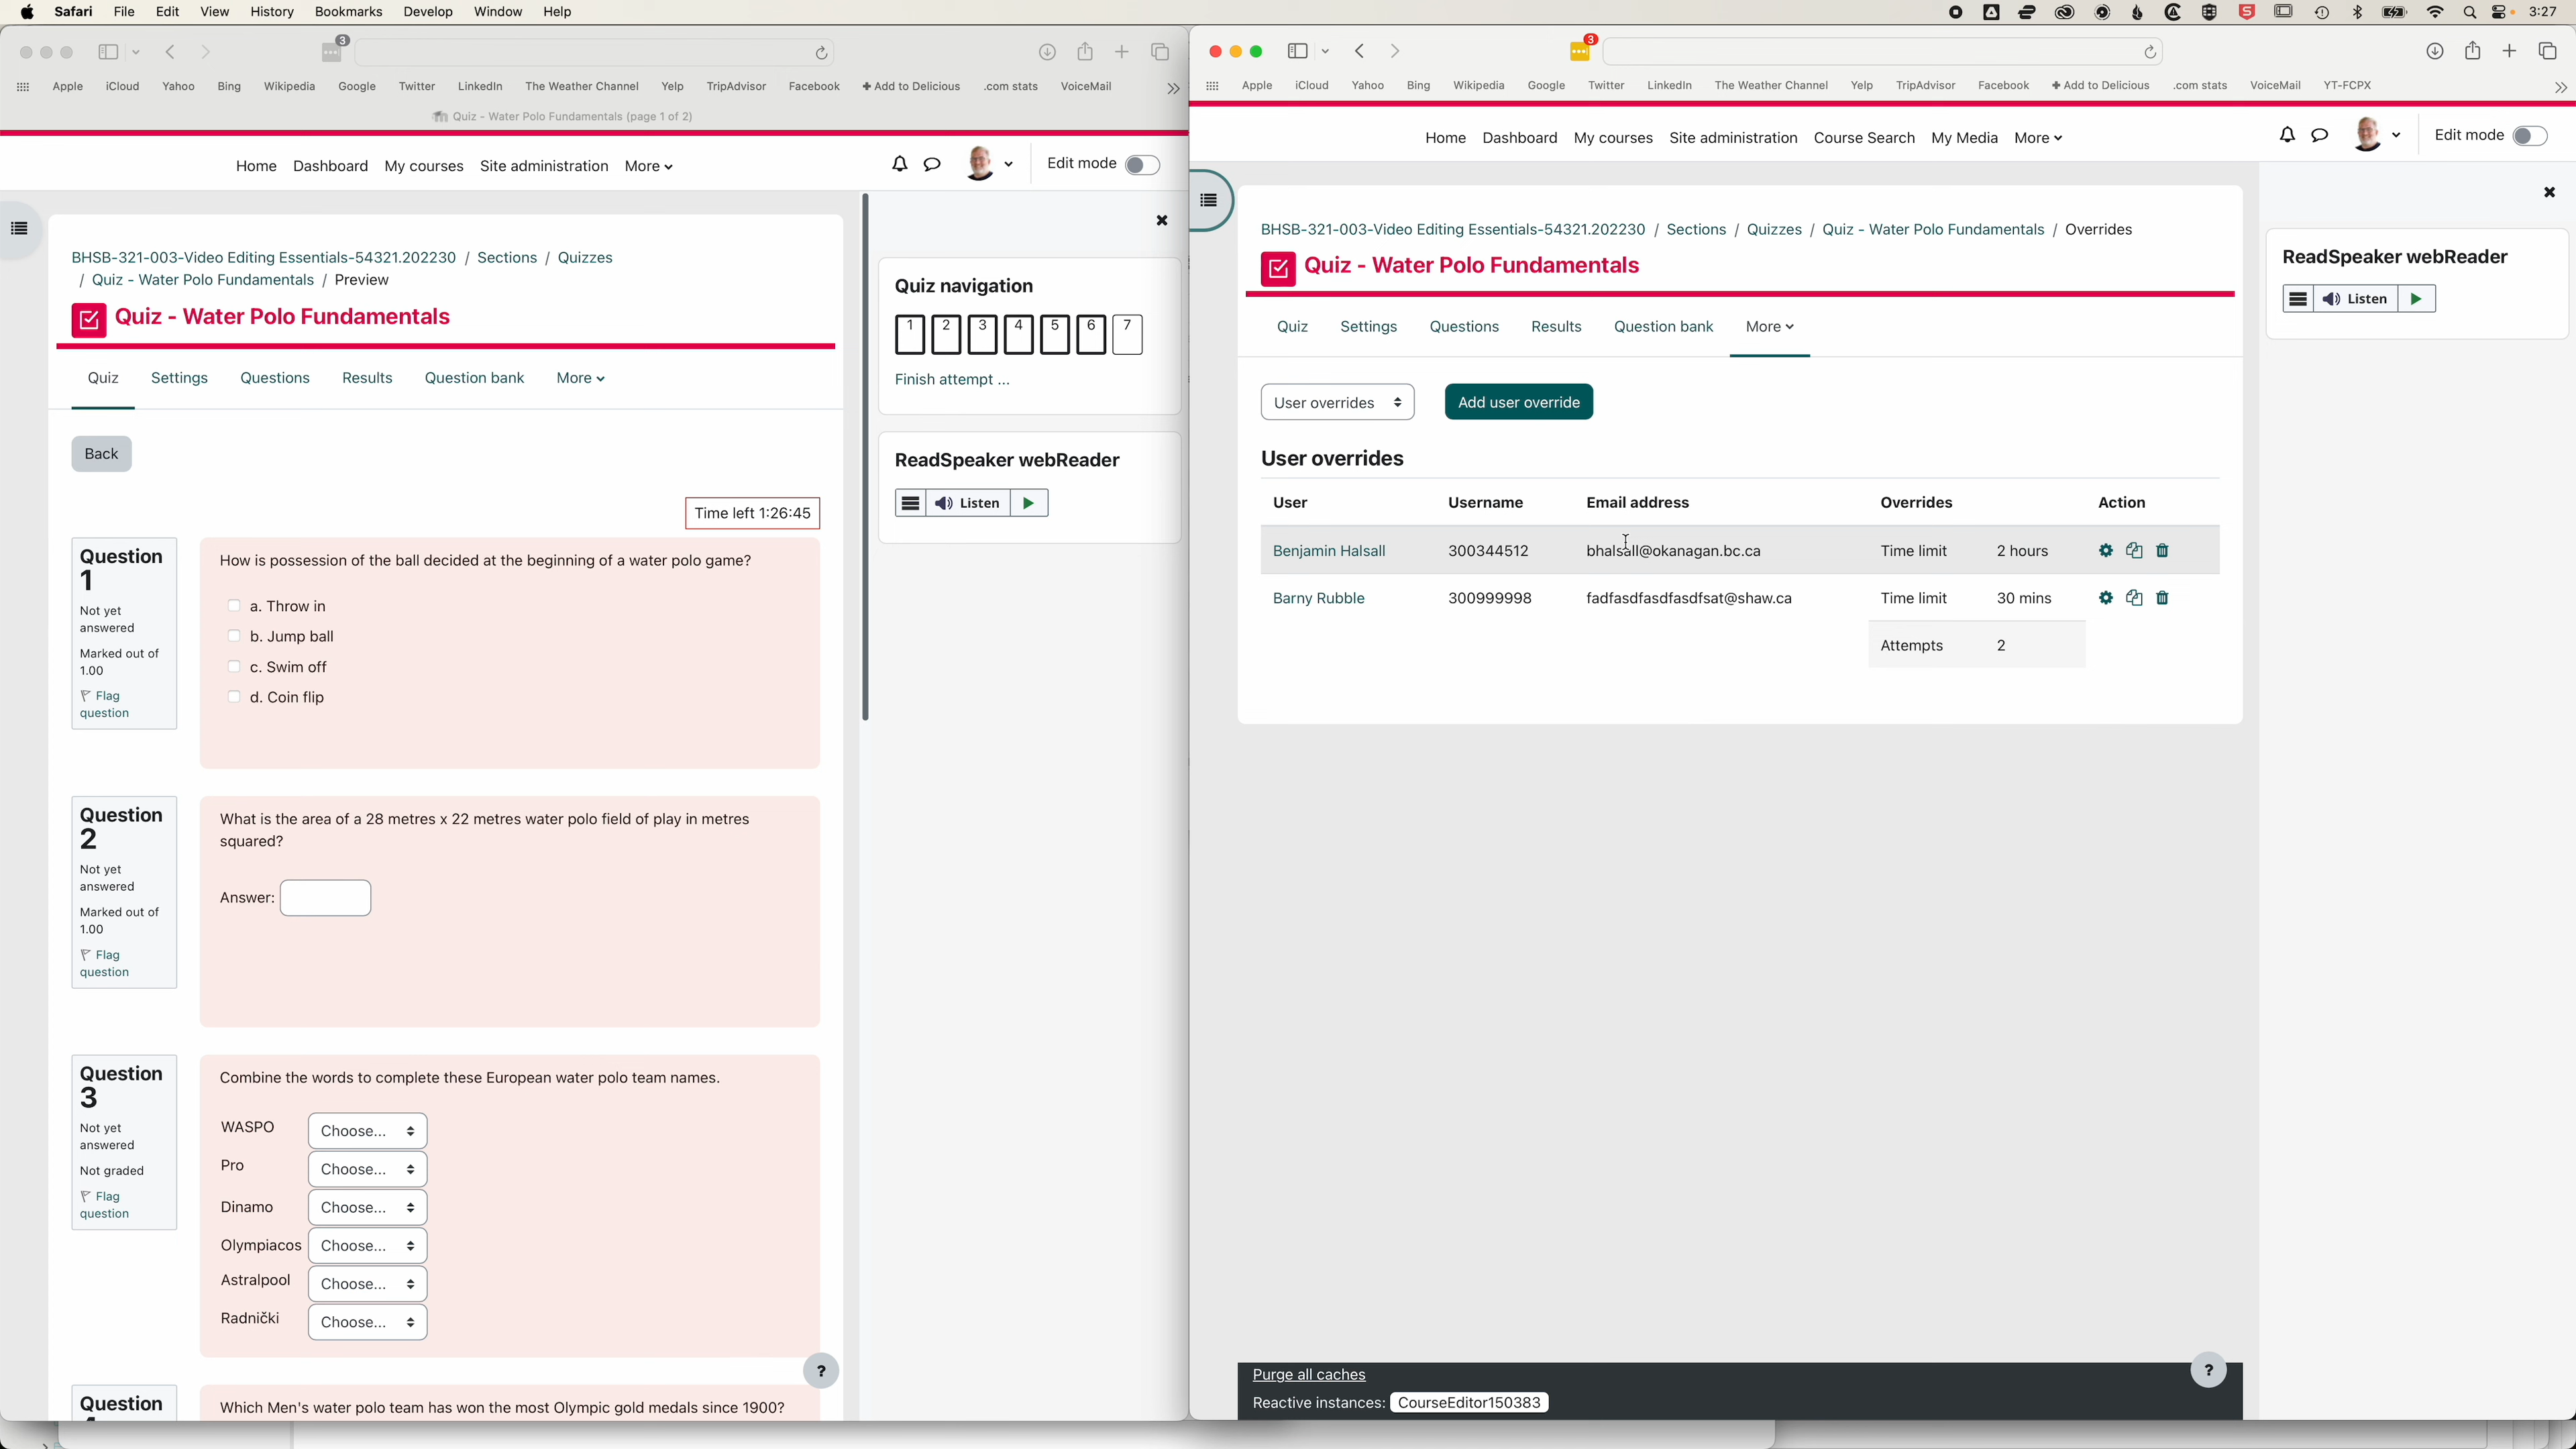 Safari File Edit View History Bookmarks Develop Window Help
3:27
3
Apple iCloud Yahoo Bing Wikipedia Google Twitter LinkedIn The Weather Channel Yelp TripAdvisor Facebook + Add to Delicious .com stats VoiceMail
Quiz - Water Polo Fundamentals (page 1 of 2)
Home Dashboard My courses Site administration More
Edit mode
BHSB-321-003-Video Editing Essentials-54321.202230 / Sections / Quizzes
/ Quiz - Water Polo Fundamentals / Preview
Quiz - Water Polo Fundamentals
Quiz Settings Questions Results Question bank More
Back
Time left 1:26:45
Question
1
Not yet
answered
Marked out of
1.00
Flag
question
How is possession of the ball decided at the beginning of a water polo game?
a. Throw in
b. Jump ball
c. Swim off
d. Coin flip
Question
2
Not yet
answered
Marked out of
1.00
Flag
question
What is the area of a 28 metres x 22 metres water polo field of play in metres
squared?
Answer:
Question
3
Not yet
answered
Not graded
Flag
question
Combine the words to complete these European water polo team names.
WASPO Choose...
Pro Choose...
Dinamo Choose...
Olympiacos Choose...
Astralpool Choose...
Radnički Choose...
?
Question
Which Men's water polo team has won the most Olympic gold medals since 1900?
Quiz navigation
1 2 3 4 5 6 7
Finish attempt ...
ReadSpeaker webReader
Listen
3
Apple iCloud Yahoo Bing Wikipedia Google Twitter LinkedIn The Weather Channel Yelp TripAdvisor Facebook + Add to Delicious .com stats VoiceMail YT-FCPX
Home Dashboard My courses Site administration Course Search My Media More
Edit mode
BHSB-321-003-Video Editing Essentials-54321.202230 / Sections / Quizzes / Quiz - Water Polo Fundamentals / Overrides
Quiz - Water Polo Fundamentals
Quiz Settings Questions Results Question bank More
User overrides Add user override
User overrides
User Username Email address Overrides Action
Benjamin Halsall 300344512 bhalsall@okanagan.bc.ca Time limit 2 hours
Barny Rubble 300999998 fadfasdfasdfasdfsat@shaw.ca Time limit 30 mins
Attempts 2
ReadSpeaker webReader
Listen
Purge all caches
Reactive instances: CourseEditor150383
?